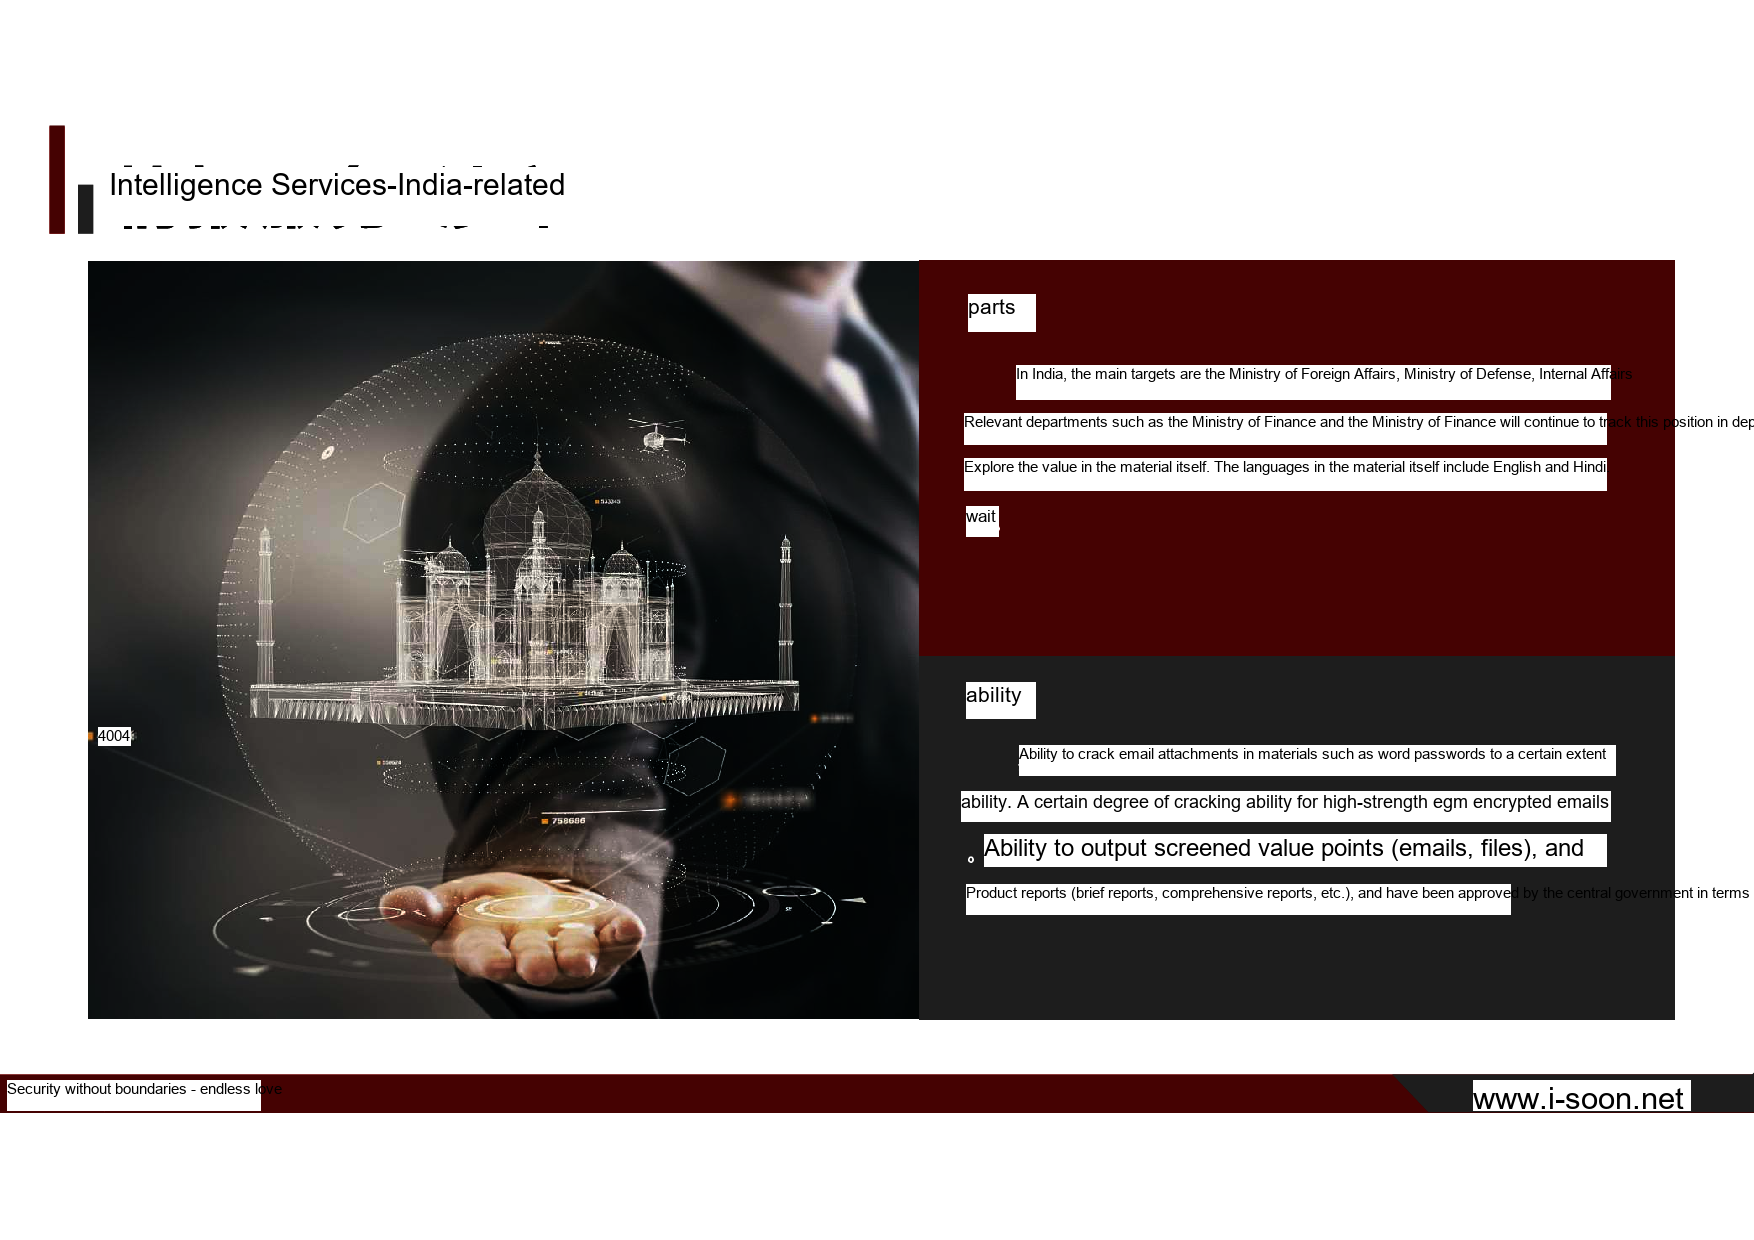 Intelligence Services-India-related
parts
In India, the main targets are the Ministry of Foreign Affairs, Ministry of Defense, Internal Affairs
Relevant departments such as the Ministry of Finance and the Ministry of Finance will continue to track this position in dep
Explore the value in the material itself. The languages in the material itself include English and Hindi
wait
4004
758686
ability
Ability to crack email attachments in materials such as word passwords to a certain extent
ability. A certain degree of cracking ability for high-strength egm encrypted emails
。Ability to output screened value points (emails, files), and
Product reports (brief reports, comprehensive reports, etc.), and have been approved by the central government in terms
Security without boundaries - endless love
www.i-soon.net